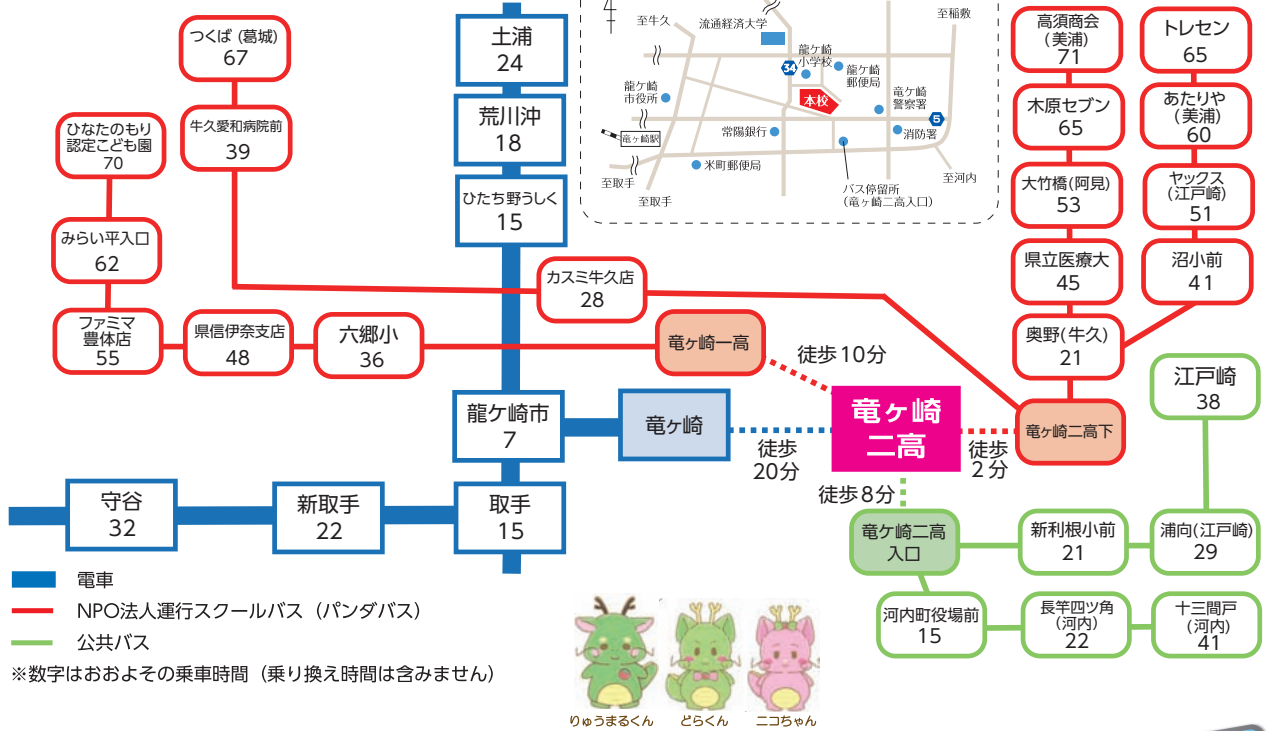 つくば (葛城)
67
牛久愛和病院前
39
ひなたのもり
認定こども園
70
みらい平入口
62
ファミマ
豊体店
55
県信伊奈支店
48
六郷小
36
土浦
24
荒川沖
18
ひたち野うしく
15
カスミ牛久店
28
竜ヶ崎一高
徒歩10分
龍ケ崎市
7
竜ヶ崎
徒歩
20分
竜ヶ崎
二高
徒歩
2分
竜ヶ崎二高下
徒歩8分
守谷
32
新取手
22
取手
15
至牛久
流通経済大学
至稲敷
34
龍ケ崎
小学校
龍ケ崎
郵便局
龍ケ崎
市役所
本校
竜ケ崎
警察署
5
竜ヶ崎駅
常陽銀行
消防署
米町郵便局
至取手
至取手
バス停留所
(竜ヶ崎二高入口)
至河内
高須商会
(美浦)
71
木原セブン
65
大竹橋(阿見)
53
県立医療大
45
奥野(牛久)
21
トレセン
65
あたりや
(美浦)
60
ヤックス
(江戸崎)
51
沼小前
41
江戸崎
38
竜ケ崎二高
入口
新利根小前
21
浦向(江戸崎)
29
河内町役場前
15
長竿四ツ角
(河内)
22
十三間戸
(河内)
41
電車
NPO法人運行スクールバス（パンダバス）
公共バス
※数字はおおよその乗車時間（乗り換え時間は含みません）
りゅうまるくん
どらくん
ニコちゃん